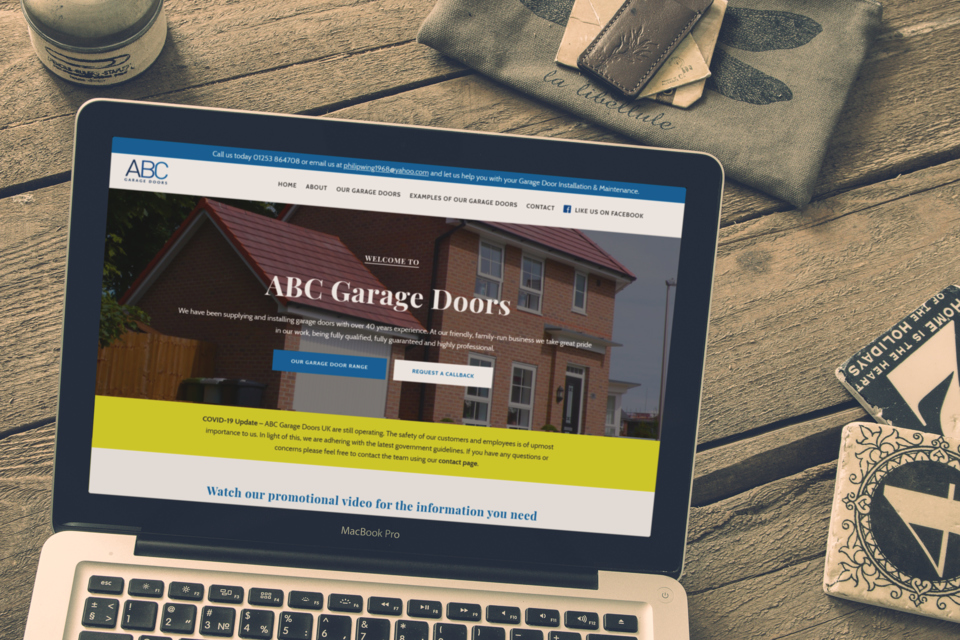 la libellule
Call us today 01253 864708 or email us at philipwing1968@yahoo.com and let us help you with your Garage Door Installation & Maintenance.
ABC
GARAGE DOORS
HOME ABOUT OUR GARAGE DOORS EXAMPLES OF OUR GARAGE DOORS CONTACT LIKE US ON FACEBOOK
WELCOME TO
ABC Garage Doors
We have been supplying and installing garage doors with over 40 years experience. At our friendly, family-run business we take great pride
in our work, being fully qualified, fully guaranteed and highly professional.
OUR GARAGE DOOR RANGE
REQUEST A CALLBACK
COVID-19 Update – ABC Garage Doors UK are still operating. The safety of our customers and employees is of upmost
importance to us. In light of this, we are adhering with the latest government guidelines. If you have any questions or
concerns please feel free to contact the team using our contact page.
Watch our promotional video for the information you need
MacBook Pro
HOME IS THE HEART
OF THE HOLIDAYS
esc